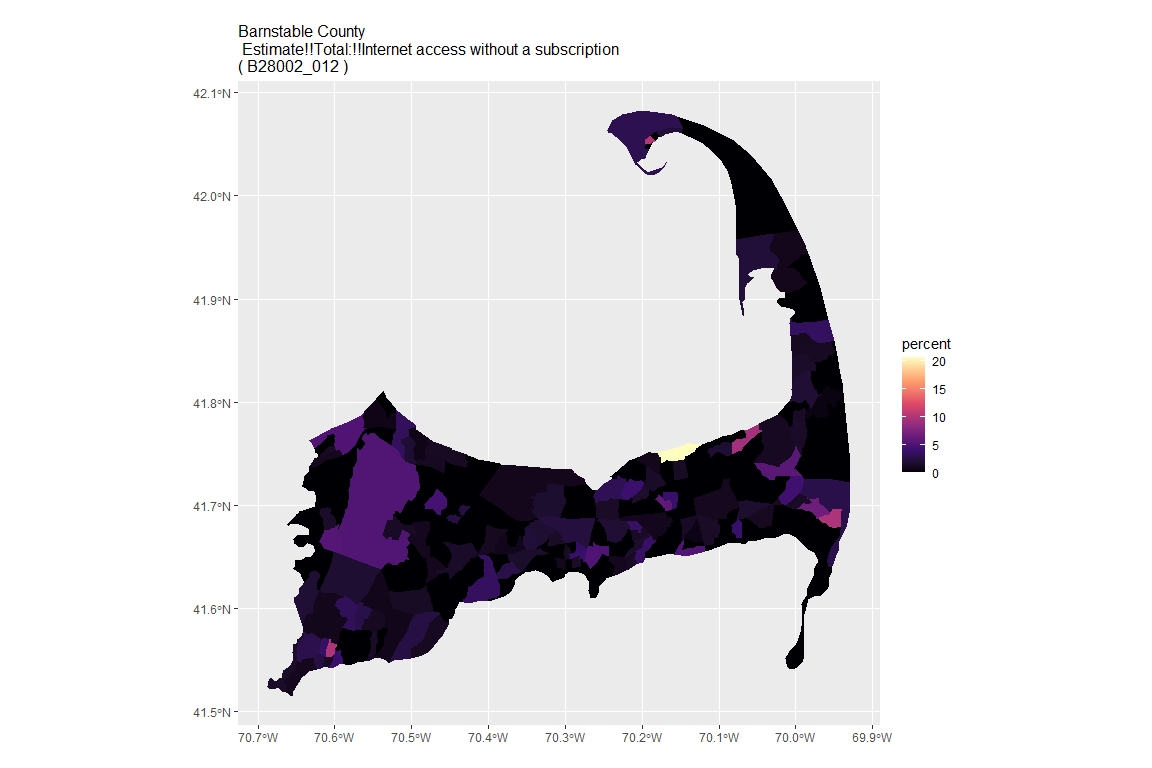 Barnstable County
Estimate!!Total:!!Internet access without a subscription
( B28002_012 )
42.1°N
42.0°N
41.9°N
41.8°N
41.7°N
41.6°N
41.5°N
70.7°W 70.6°W 70.5°W 70.4°W 70.3°W 70.2°W 70.1°W 70.0°W 69.9°W
percent
20
15
10
5
0